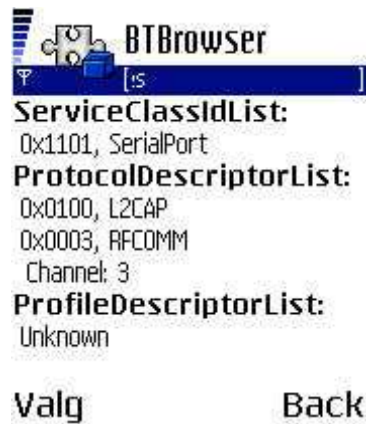 BTBrowser
ServiceClassIdList:
0x1101, SerialPort
ProtocolDescriptorList:
0x0100, L2CAP
0x0003, RFCOMM
Channel: 3
ProfileDescriptorList:
Unknown
Valg Back